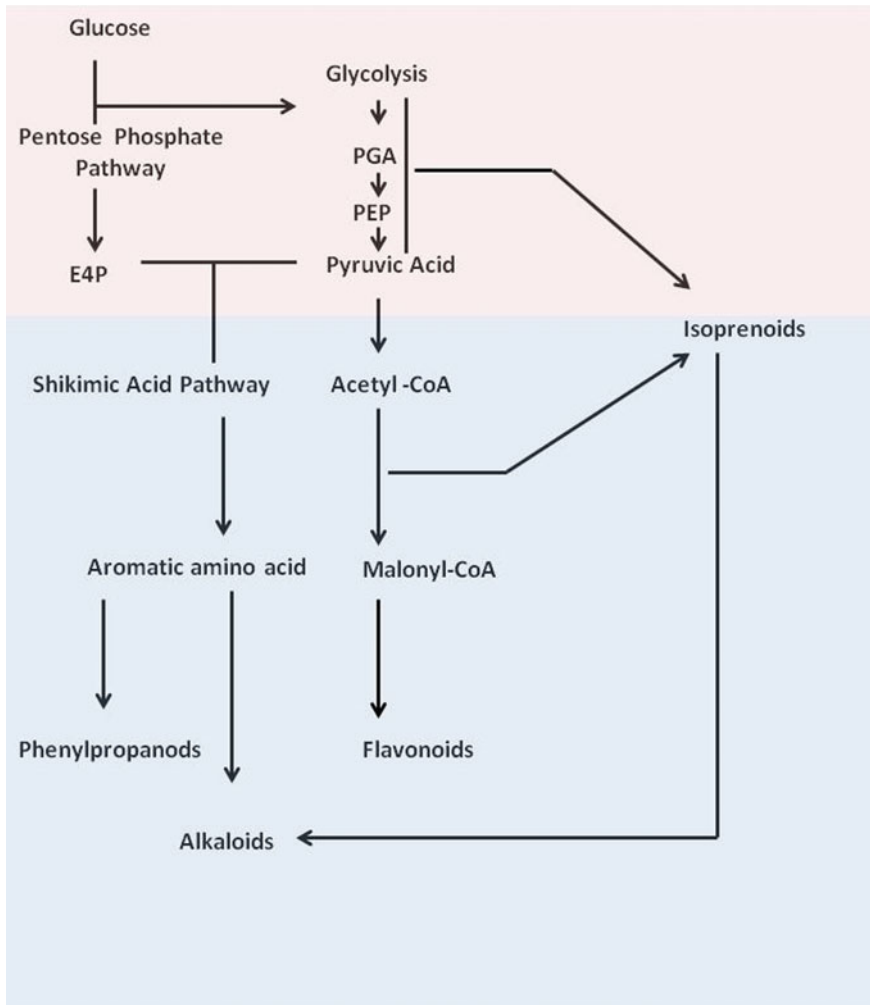 Glucose
Glycolysis
Pentose Phosphate
Pathway
PGA
PEP
E4P
Pyruvic Acid
Isoprenoids
Shikimic Acid Pathway
Acetyl -CoA
Aromatic amino acid
Malonyl-CoA
Phenylpropanods
Flavonoids
Alkaloids